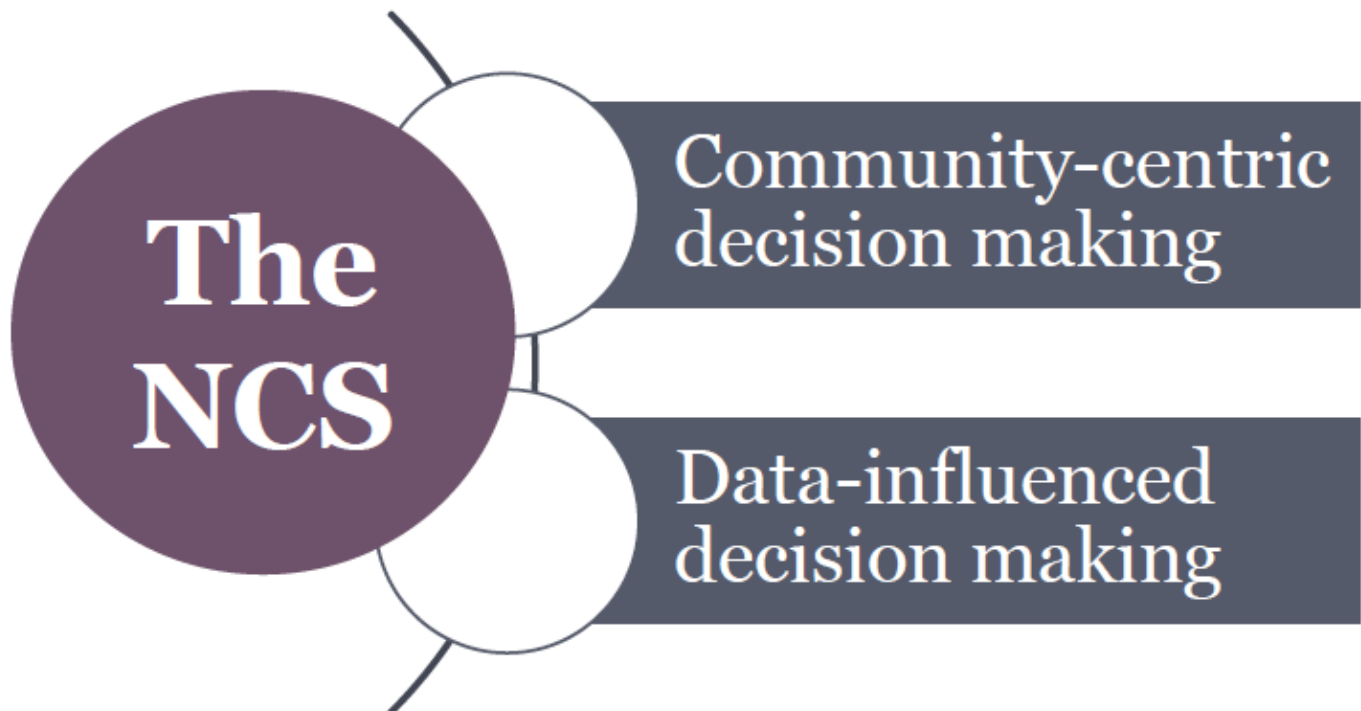 The
NCS
Community-centric
decision making
Data-influenced
decision making